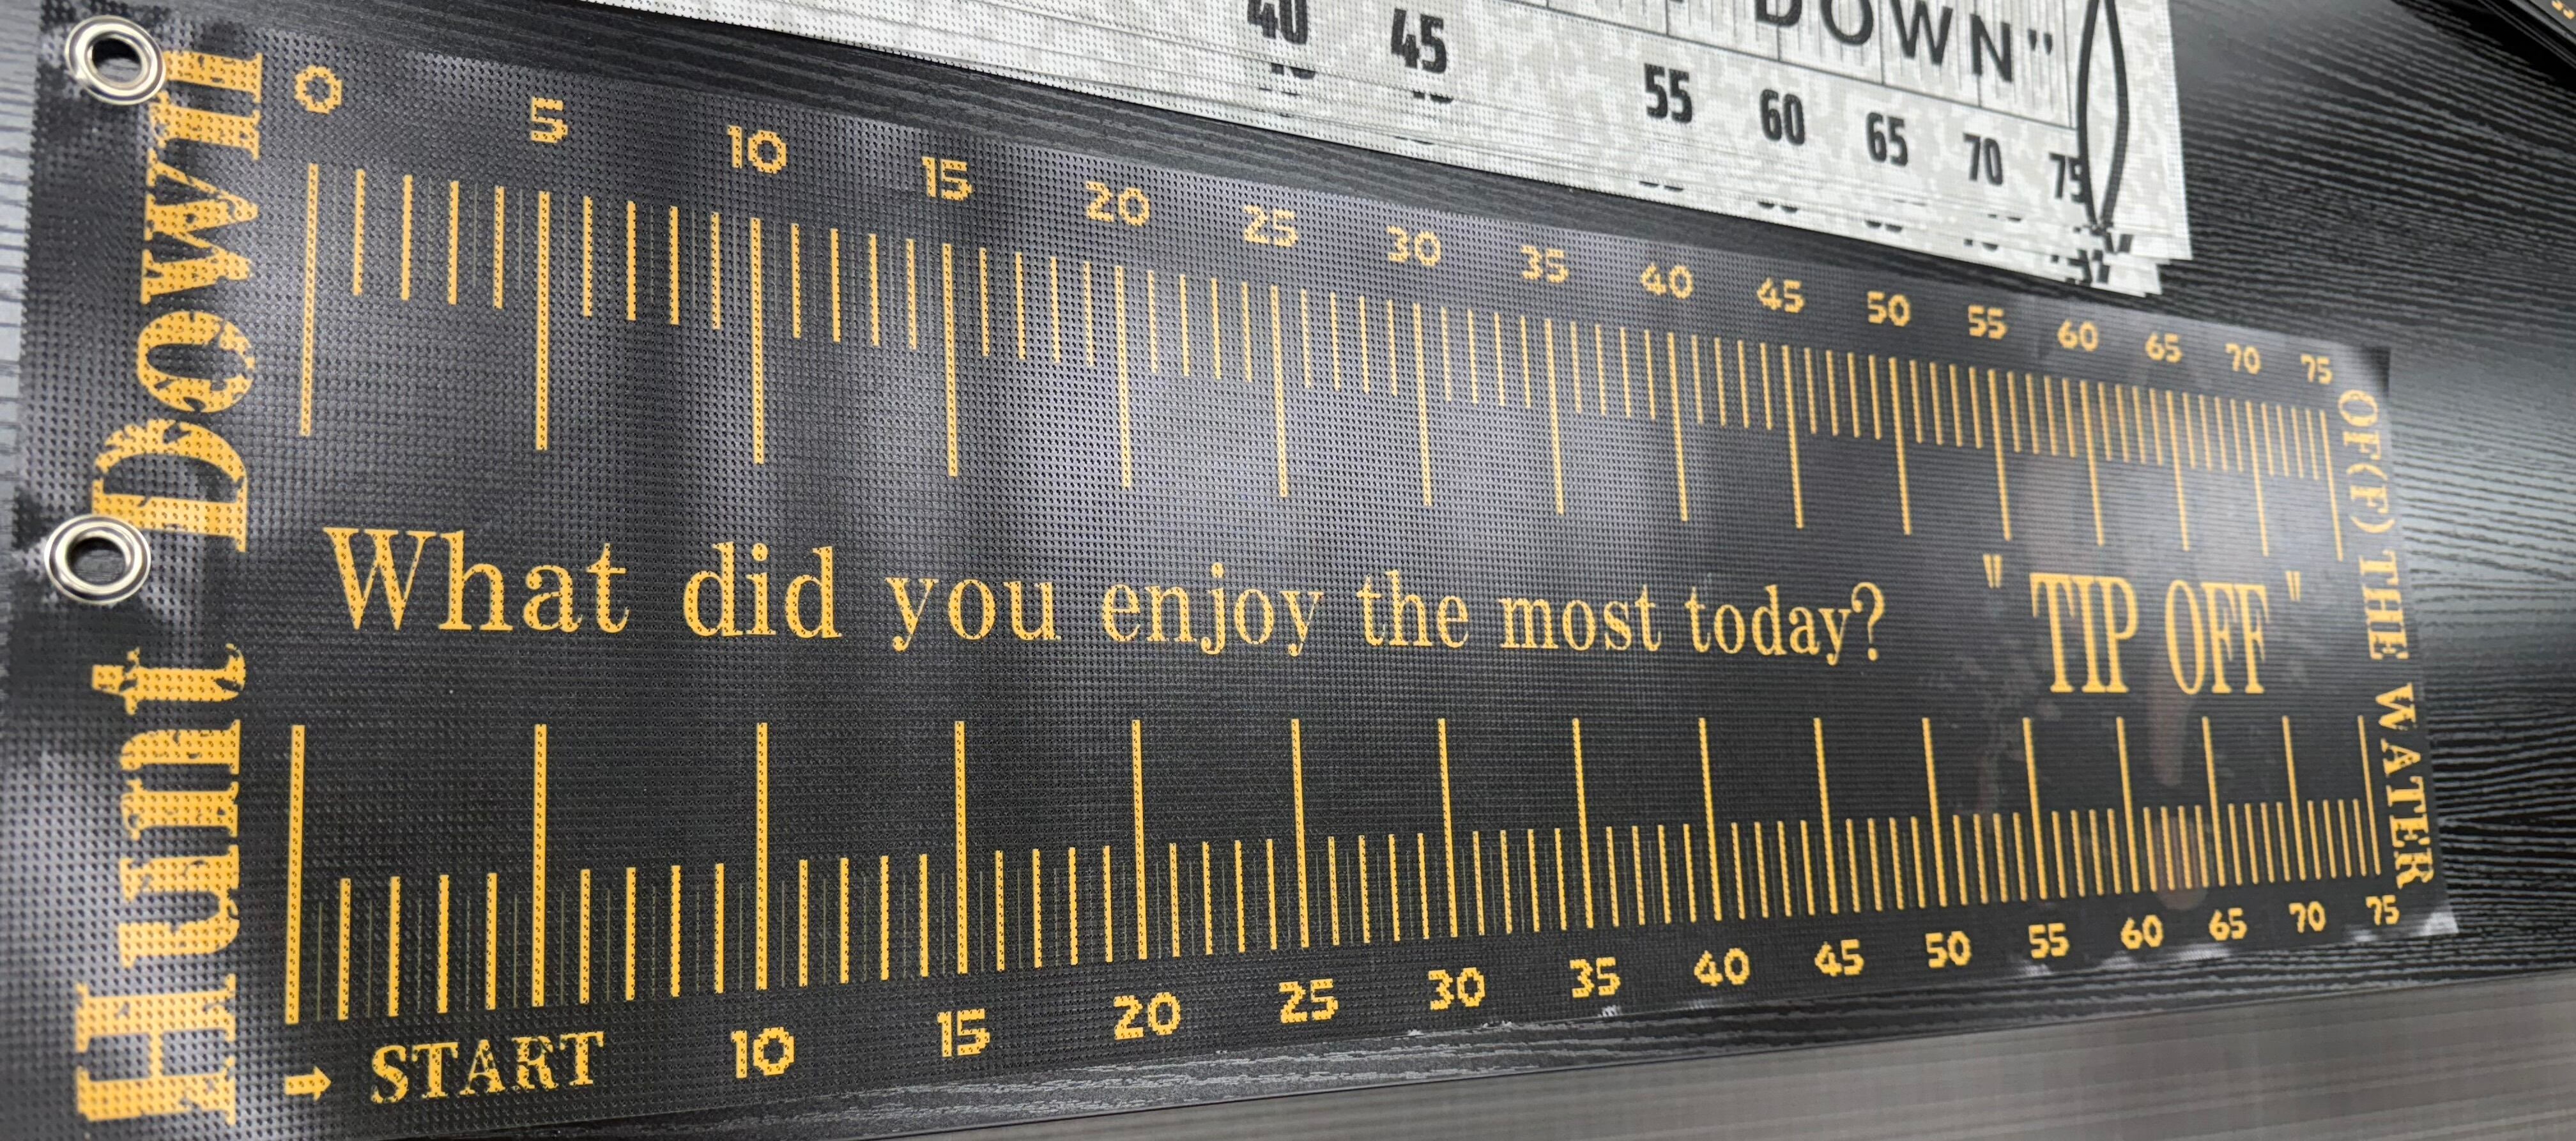 40 45 55 60 65 70 75
DOWN"
Hunt Down
0 5 10 15 20 25 30 35 40 45 50 55 60 65 70 75
What did you enjoy the most today?
" TIP OFF "
OF(F) THE WATER
→ START 10 15 20 25 30 35 40 45 50 55 60 65 70 75